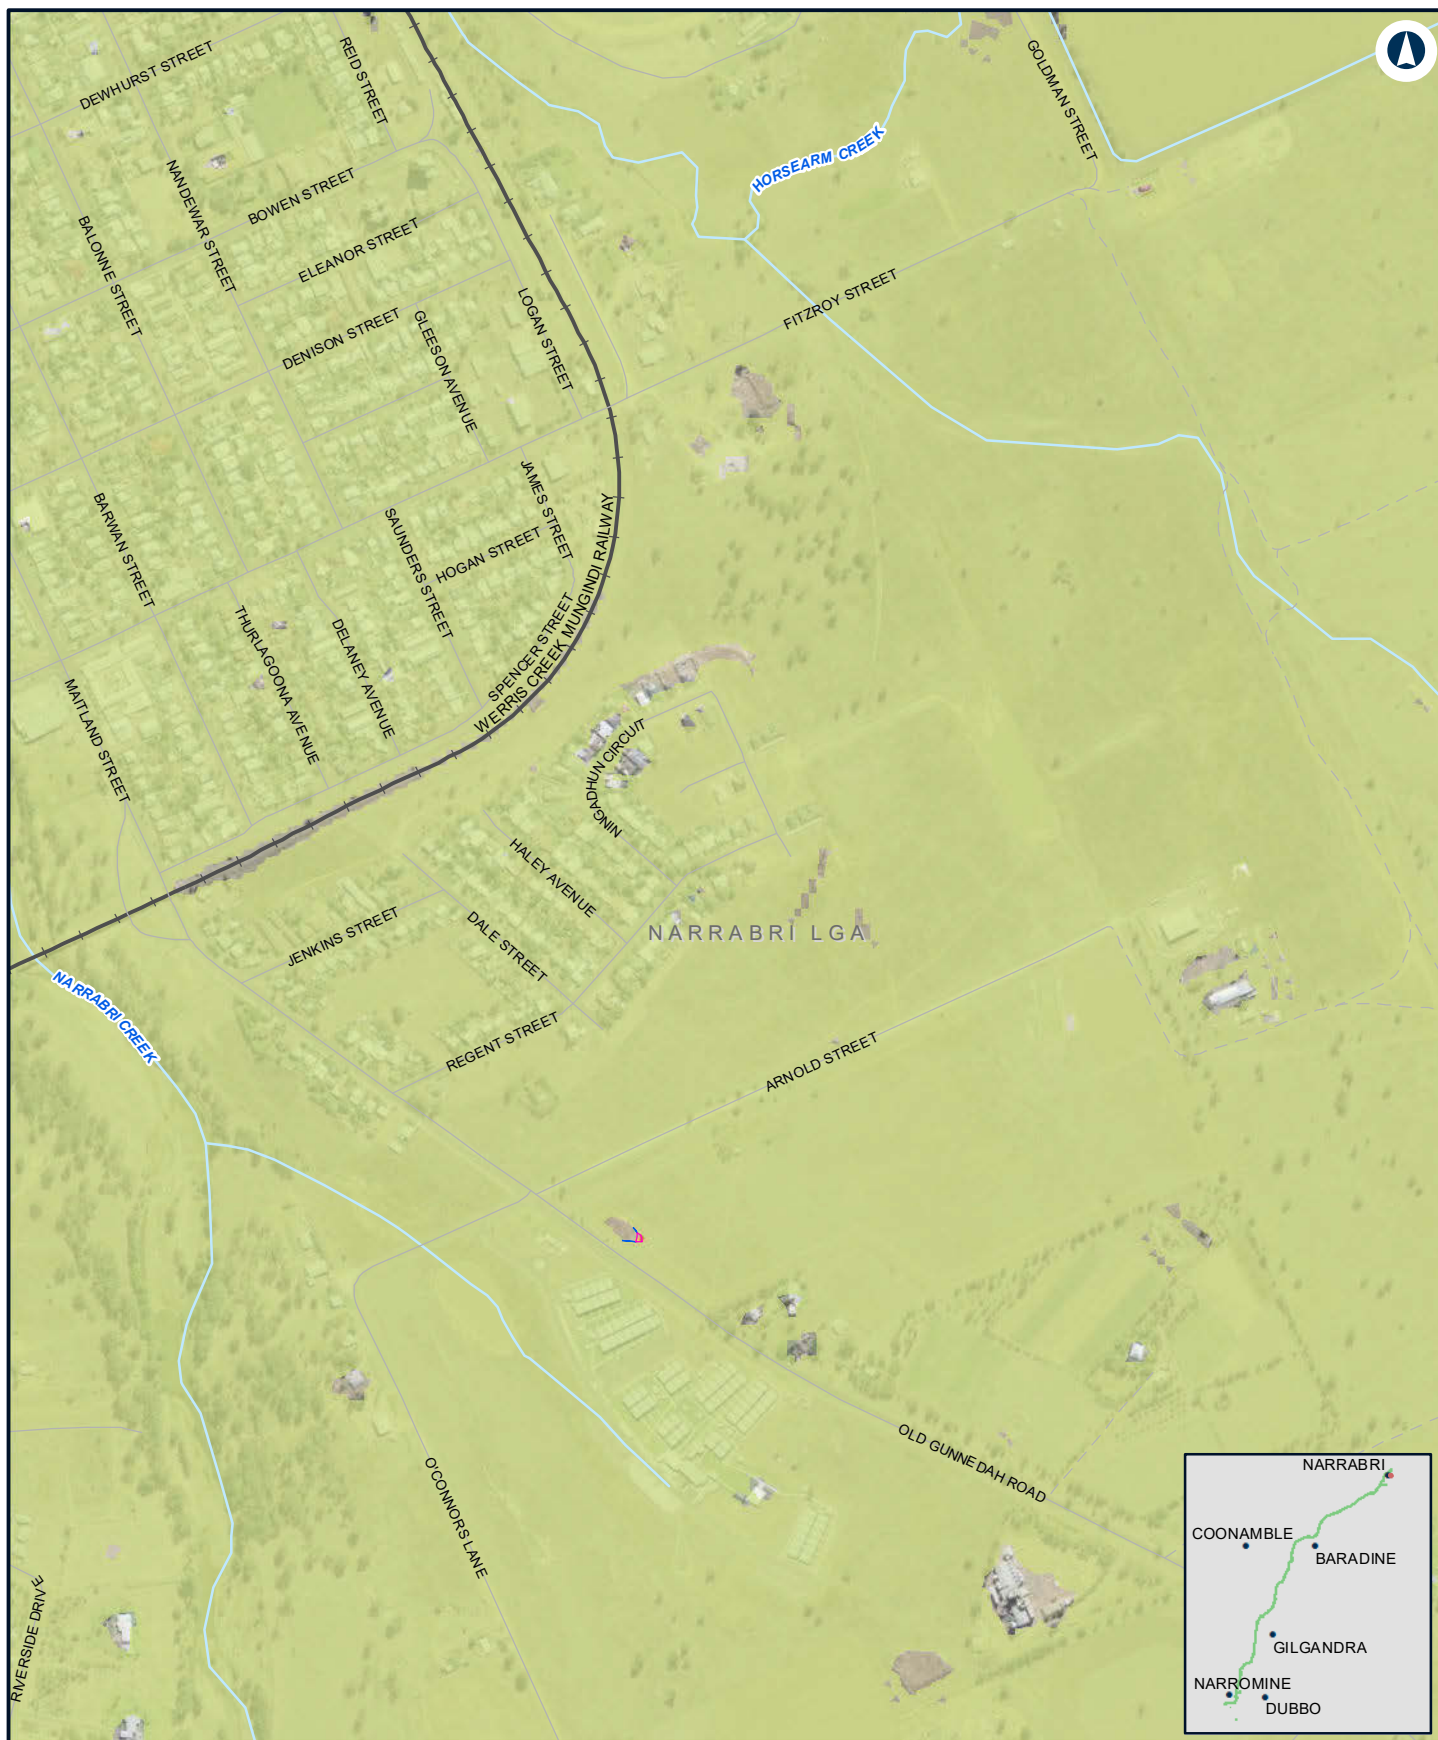 DEWHURST STREET
REID STREET
GOLDMAN STREET
HORSEARM CREEK
NANDEWAR STREET
BOWEN STREET
BALONNE STREET
ELEANOR STREET
FITZROY STREET
LOGAN STREET
DENISON STREET
GLEESON AVENUE
JAMES STREET
BARWAN STREET
SAUNDERS STREET
HOGAN STREET
WERRIS CREEK MUNGINDI RAILWAY
SPENCER STREET
THURLAGOONA AVENUE
DELANEY AVENUE
MAITLAND STREET
NINGADHUN CIRCUIT
HALEY AVENUE
JENKINS STREET
DALE STREET
NARRABRI LGA
NARRABRI CREEK
REGENT STREET
ARNOLD STREET
OLD GUNNEDAH ROAD
O'CONNORS LANE
RIVERSIDE DRIVE
NARRABRI
COONAMBLE
BARADINE
GILGANDRA
NARROMINE
DUBBO